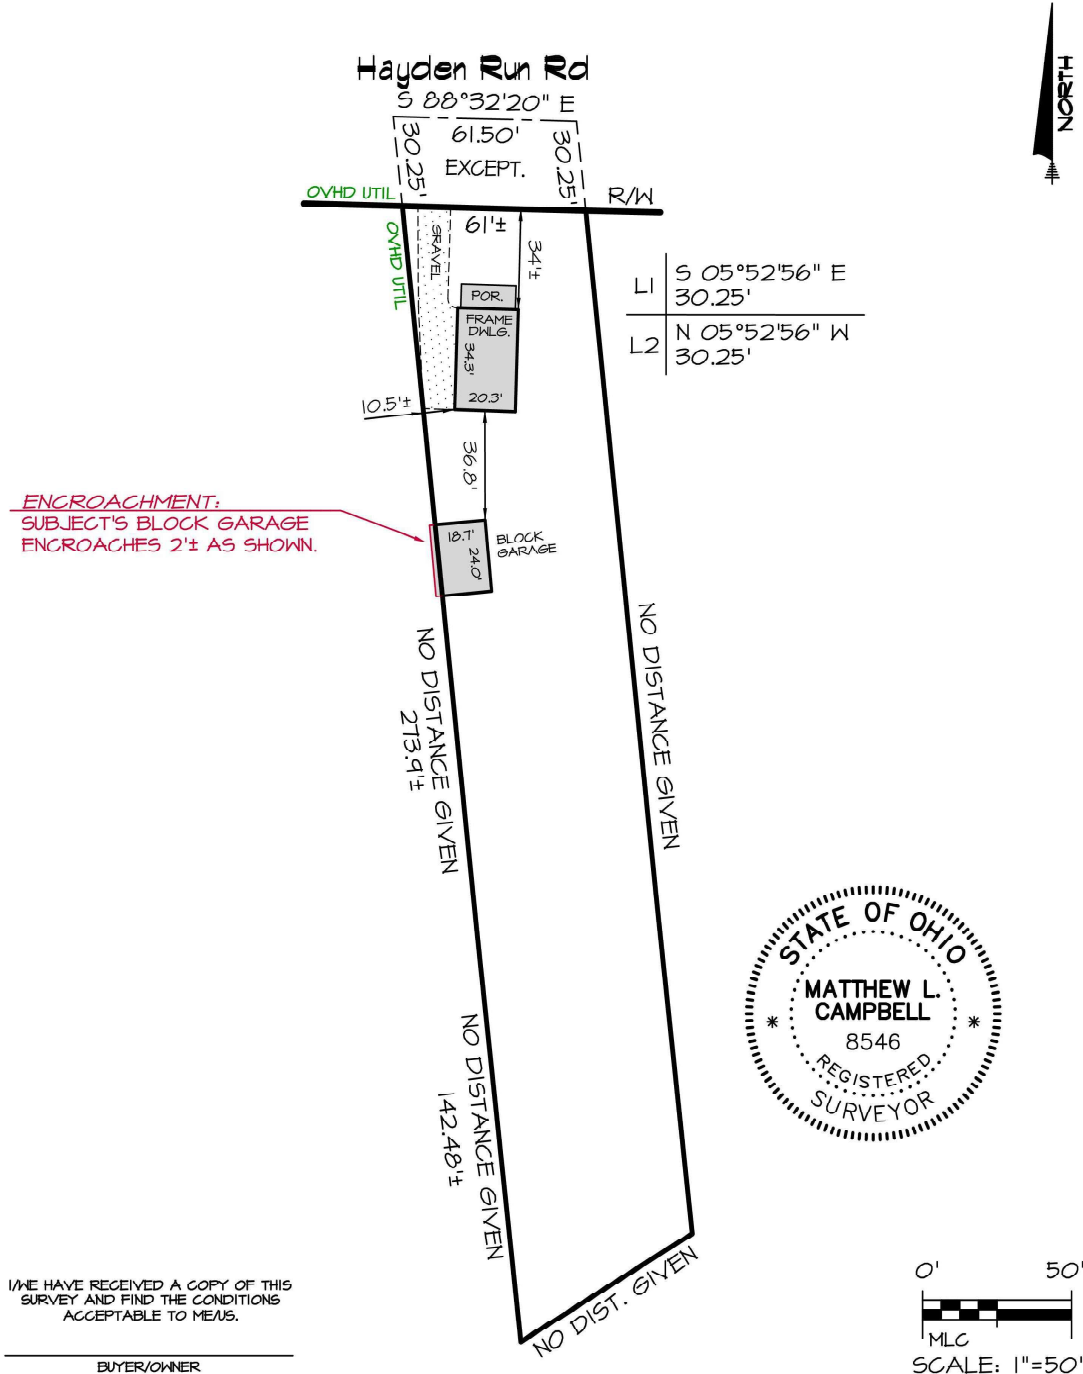 Hayden Run Rd
S 88°32'20" E
61.50'
EXCEPT.
30.25'
30.25'
NORTH
OVHD UTIL
R/W
61'±
OVHD UTIL
GRAVEL
34'±
L1 S 05°52'56" E
30.25'
L2 N 05°52'56" W
30.25'
POR.
FRAME
DWLG.
34.3'
20.3'
10.5'±
36.8'
ENCROACHMENT:
SUBJECT'S BLOCK GARAGE
ENCROACHES 2'± AS SHOWN.
18.7'
24.0'
BLOCK
GARAGE
NO DISTANCE GIVEN
273.9'±
NO DISTANCE GIVEN
NO DISTANCE GIVEN
142.48'±
NO DIST. GIVEN
STATE OF OHIO
MATTHEW L.
CAMPBELL
8546
REGISTERED
SURVEYOR
I/WE HAVE RECEIVED A COPY OF THIS
SURVEY AND FIND THE CONDITIONS
ACCEPTABLE TO ME/US.
BUYER/OWNER
0' 50'
MLC
SCALE: 1"=50'